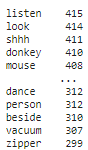 listen 415
look 414
shhh 411
donkey 410
mouse 408
...
dance 312
person 312
beside 310
vacuum 307
zipper 299